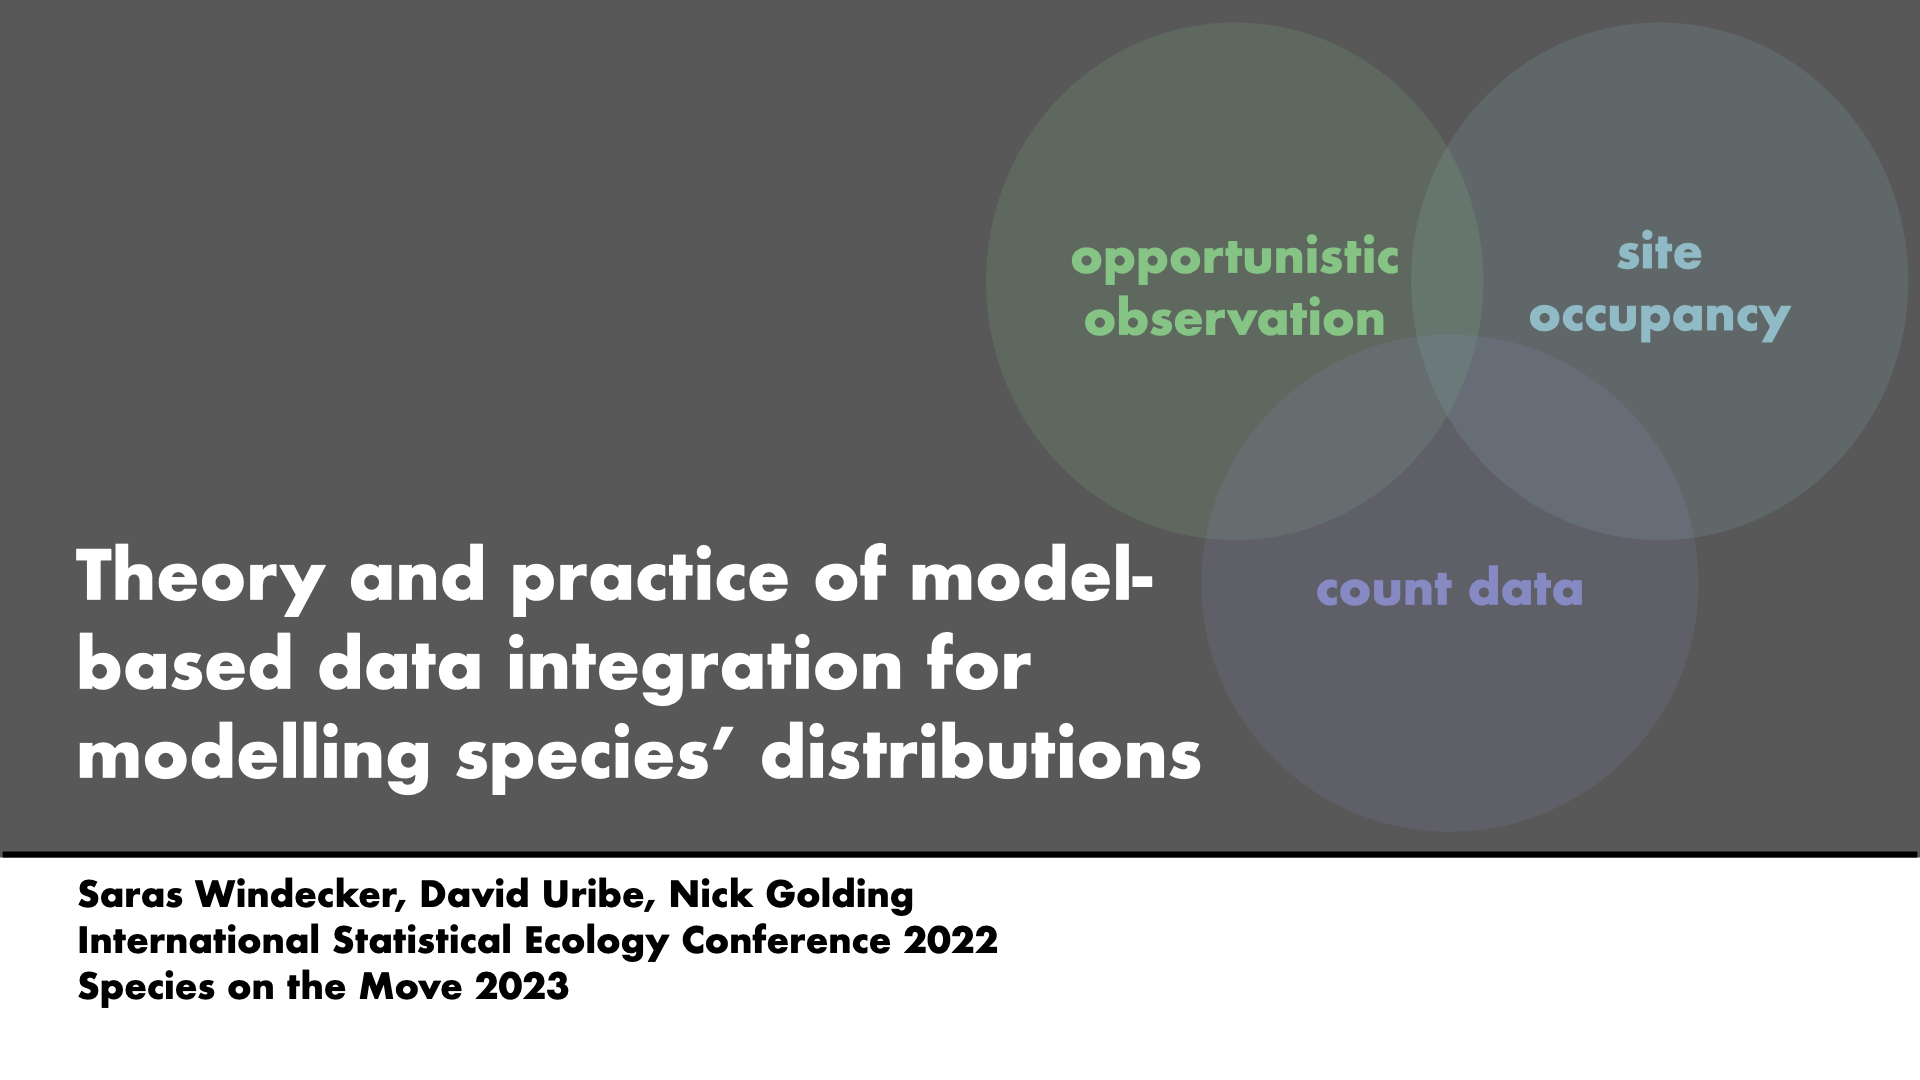 opportunistic
observation
site
occupancy
count data
Theory and practice of model-
based data integration for
modelling species’ distributions
Saras Windecker, David Uribe, Nick Golding
International Statistical Ecology Conference 2022
Species on the Move 2023